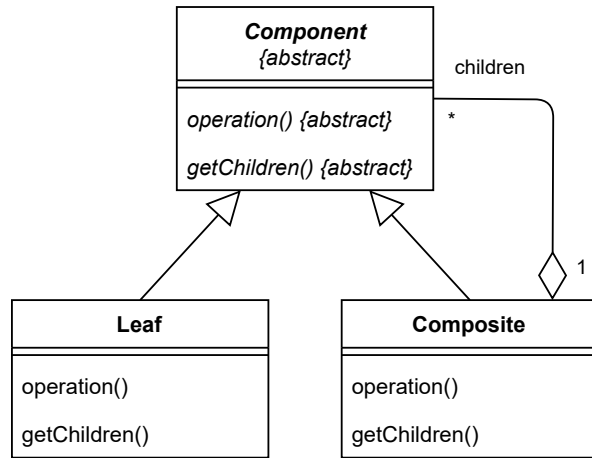 Component
{abstract}
children
operation() {abstract}
*
getChildren() {abstract}
1
Leaf
Composite
operation()
operation()
getChildren()
getChildren()